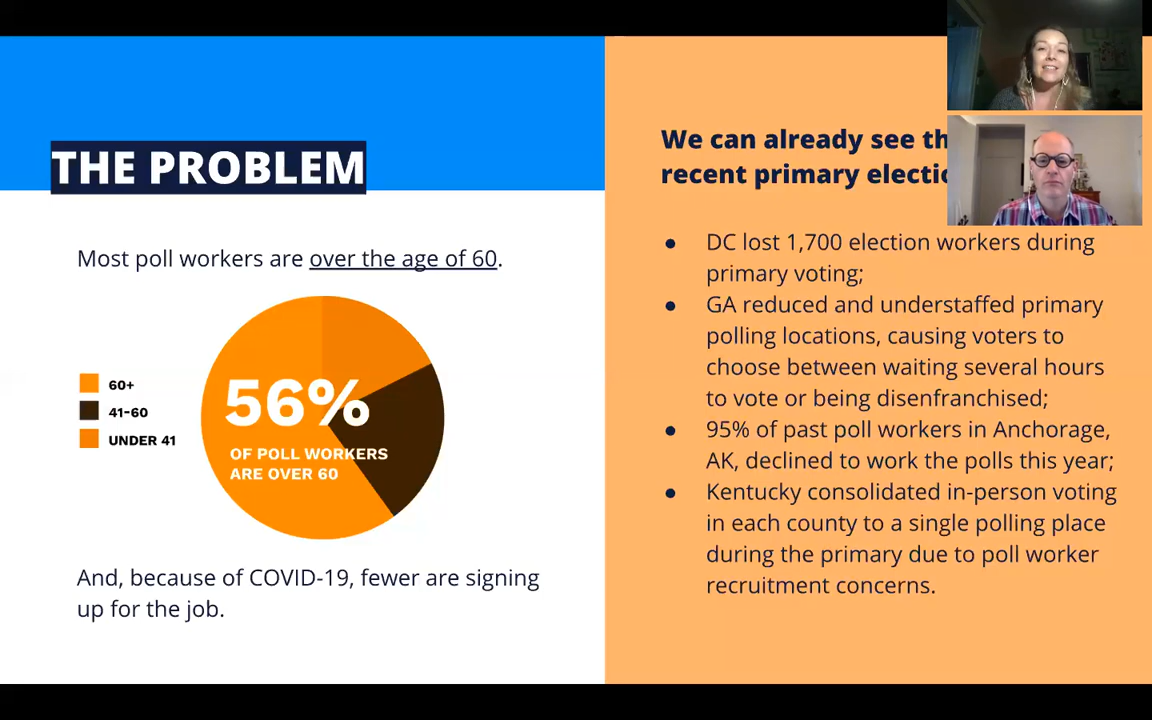 THE PROBLEM
Most poll workers are over the age of 60.
60+
41-60
UNDER 41
56%
OF POLL WORKERS
ARE OVER 60
And, because of COVID-19, fewer are signing
up for the job.
We can already see
recent primary
DC lost 1,700 election workers during
primary voting;
GA reduced and understaffed primary
polling locations, causing voters to
choose between waiting several hours
to vote or being disenfranchised;
95% of past poll workers in Anchorage,
AK, declined to work the polls this year;
Kentucky consolidated in-person voting
in each county to a single polling place
during the primary due to poll worker
recruitment concerns.